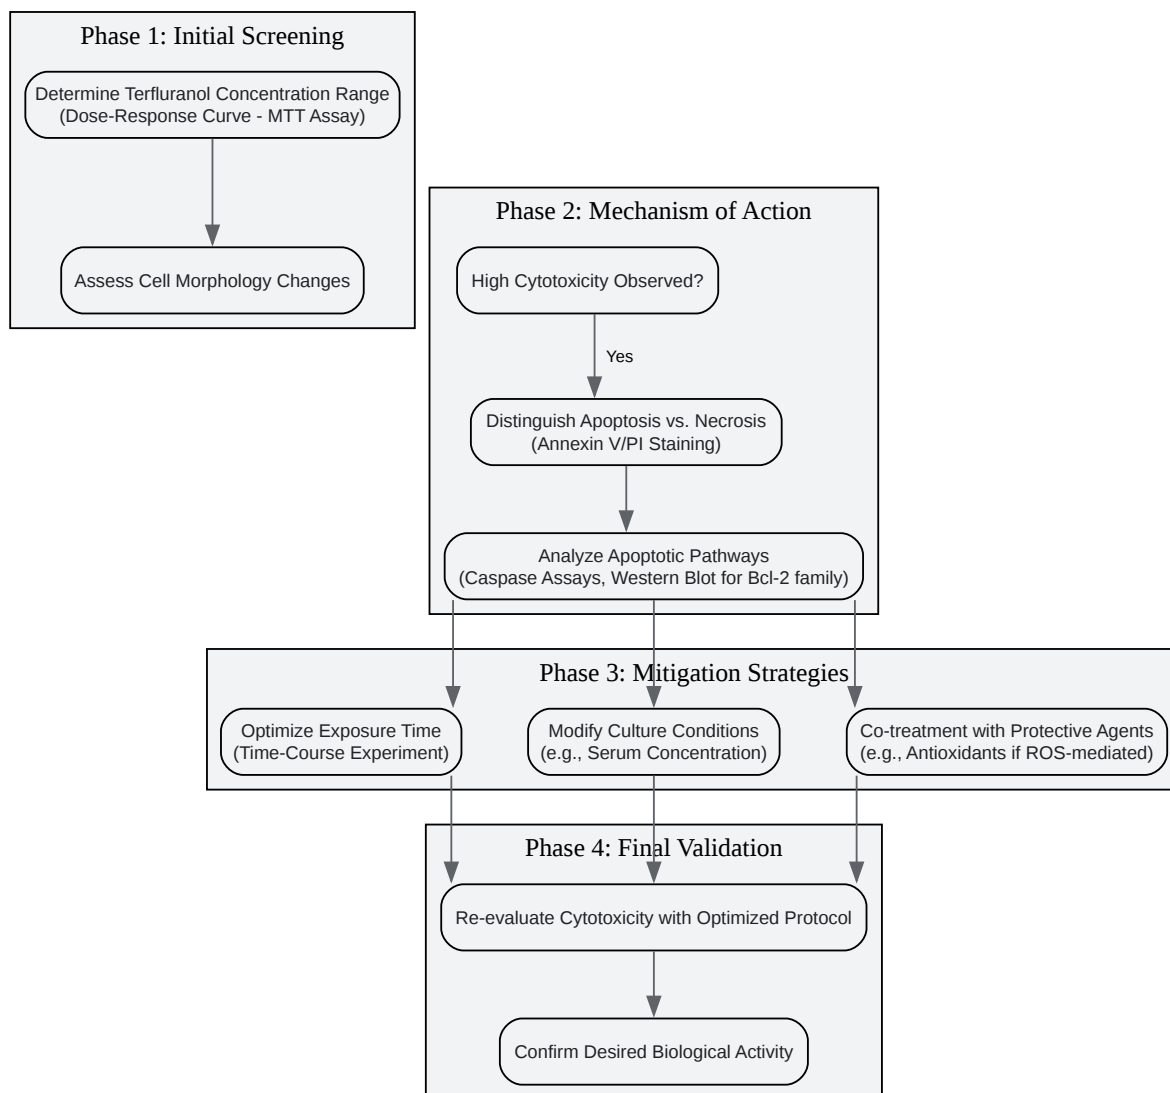 Phase 1: Initial Screening
Determine Terfluranol Concentration Range
(Dose-Response Curve - MTT Assay)
Assess Cell Morphology Changes
Phase 2: Mechanism of Action
High Cytotoxicity Observed?
Yes
Distinguish Apoptosis vs. Necrosis
(Annexin V/PI Staining)
Analyze Apoptotic Pathways
(Caspase Assays, Western Blot for Bcl-2 family)
Phase 3: Mitigation Strategies
Optimize Exposure Time
(Time-Course Experiment)
Modify Culture Conditions
(e.g., Serum Concentration)
Co-treatment with Protective Agents
(e.g., Antioxidants if ROS-mediated)
Phase 4: Final Validation
Re-evaluate Cytotoxicity with Optimized Protocol
Confirm Desired Biological Activity